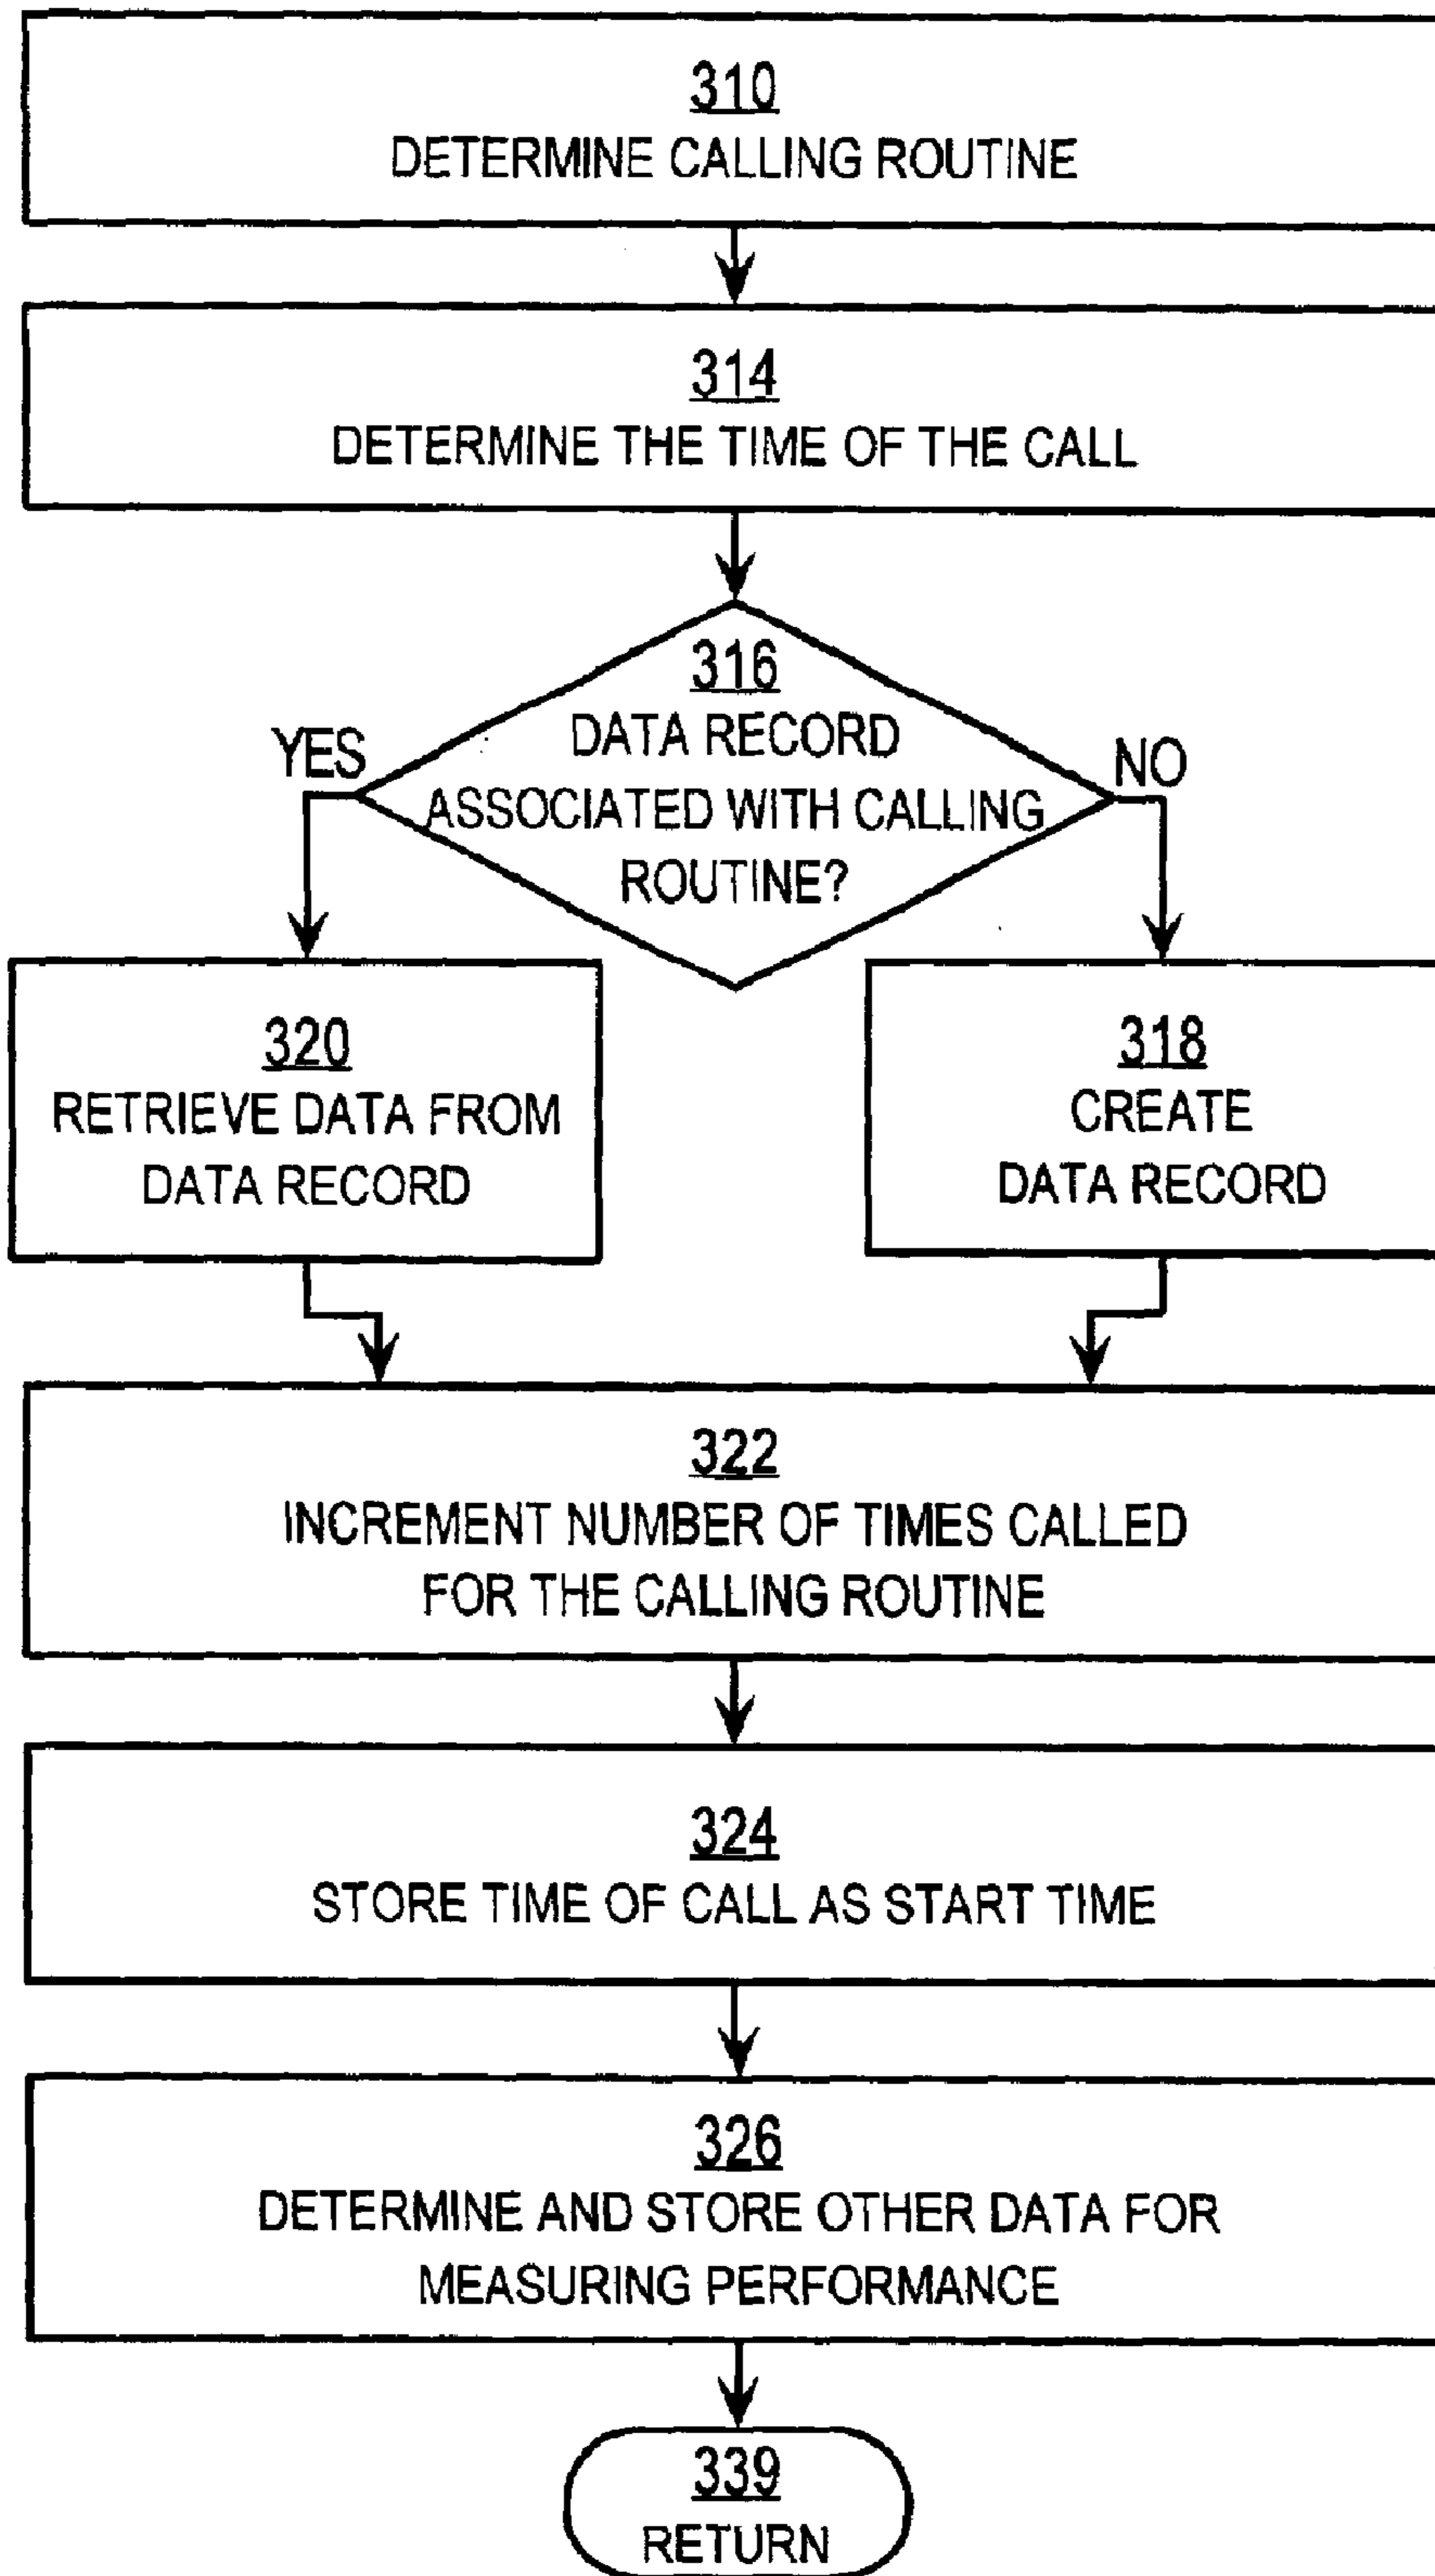 310
DETERMINE CALLING ROUTINE
314
DETERMINE THE TIME OF THE CALL
316
DATA RECORD
ASSOCIATED WITH CALLING
ROUTINE?
YES
NO
320
RETRIEVE DATA FROM
DATA RECORD
318
CREATE
DATA RECORD
322
INCREMENT NUMBER OF TIMES CALLED
FOR THE CALLING ROUTINE
324
STORE TIME OF CALL AS START TIME
326
DETERMINE AND STORE OTHER DATA FOR
MEASURING PERFORMANCE
339
RETURN